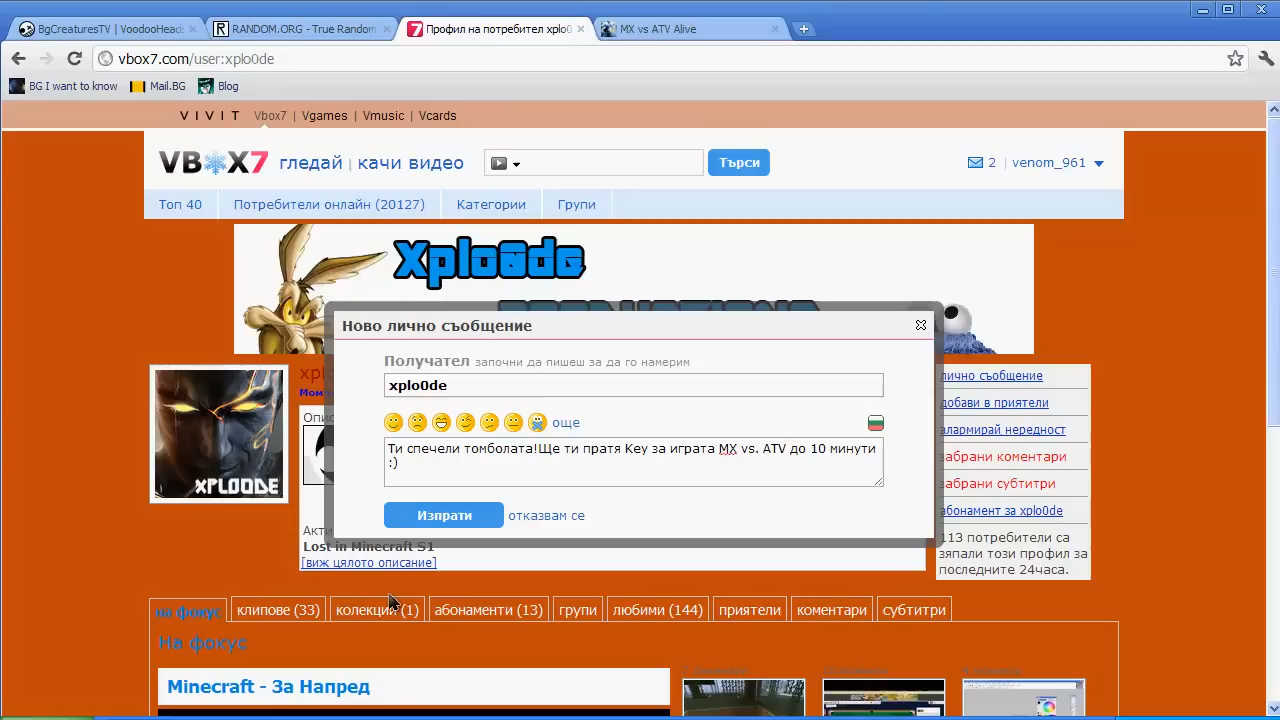 BgCreaturesTV | VoodooHead
RANDOM.ORG - True Random
Профил на потребител xplo0
MX vs ATV Alive
vbox7.com/user:xplo0de
BG I want to know
Mail.BG
Blog
VIVIT Vbox7 | Vgames | Vmusic | Vcards
VBOX7 гледай | качи видео
Търси
2 | venom_961
Топ 40
Потребители онлайн (20127)
Категории
Групи
Xplo0de
Ново лично съобщение
Получател започни да пишеш за да го намерим
xplo0de
още
Ти спечели томболата!Ще ти пратя Key за играта MX vs. ATV до 10 минути
:)
Изпрати отказвам се
XPLOODE
Lost in Minecraft S1
[виж цялото описание]
лично съобщение
добави в приятели
алармирай нередност
забрани коментари
забрани субтитри
абонамент за xplo0de
113 потребители са
зяпали този профил за
последните 24часа.
на фокус
клипове (33)
колекции (1)
абонаменти (13)
групи
любими (144)
приятели
коментари
субтитри
На фокус
Minecraft - За Напред